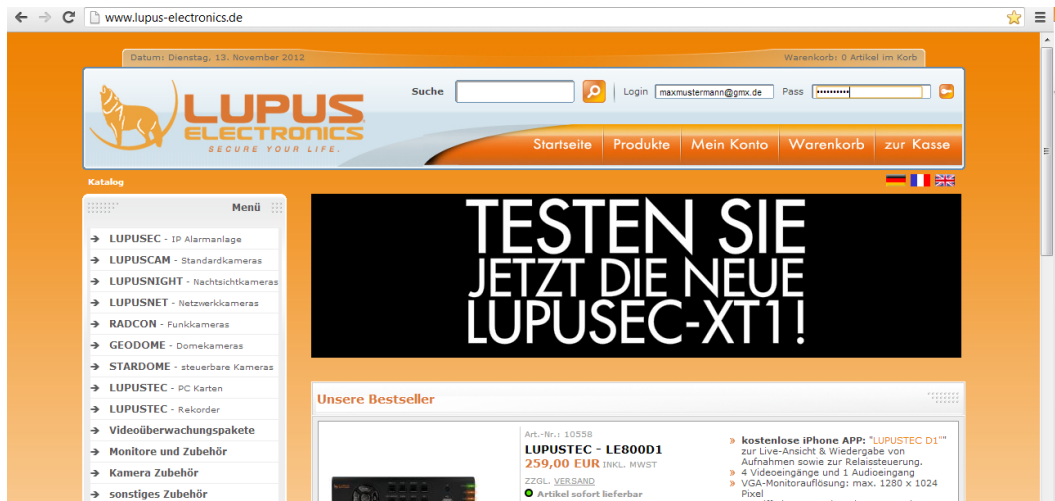 www.lupus-electronics.de
Datum: Dienstag, 13. November 2012
Warenkorb: 0 Artikel im Korb
LUPUS
ELECTRONICS
SECURE YOUR LIFE.
Suche
Login maxmustermann@gmx.de Pass
Startseite Produkte Mein Konto Warenkorb zur Kasse
Katalog
Menü
LUPUSEC - IP Alarmanlage
LUPUSCAM - Standardkameras
LUPUSNIGHT - Nachtsichtkameras
LUPUSNET - Netzwerkkameras
RADCON - Funkkameras
GEODOME - Domekameras
STARDOME - steuerbare Kameras
LUPUSTEC - PC Karten
LUPUSTEC - Rekorder
Videoüberwachungspakete
Monitore und Zubehör
Kamera Zubehör
sonstiges Zubehör
TESTEN SIE
JETZT DIE NEUE
LUPUSEC-XT1!
Unsere Bestseller
Art.-Nr.: 10558
LUPUSTEC - LE800D1
259,00 EUR INKL. MWST
ZZGL. VERSAND
Artikel sofort lieferbar
» kostenlose iPhone APP: "LUPUSTEC D1""
zur Live-Ansicht & Wiedergabe von
Aufnahmen sowie zur Relaissteuerung.
» 4 Videoeingänge und 1 Audioeingang
» VGA-Monitorauflösung: max. 1280 x 1024
Pixel